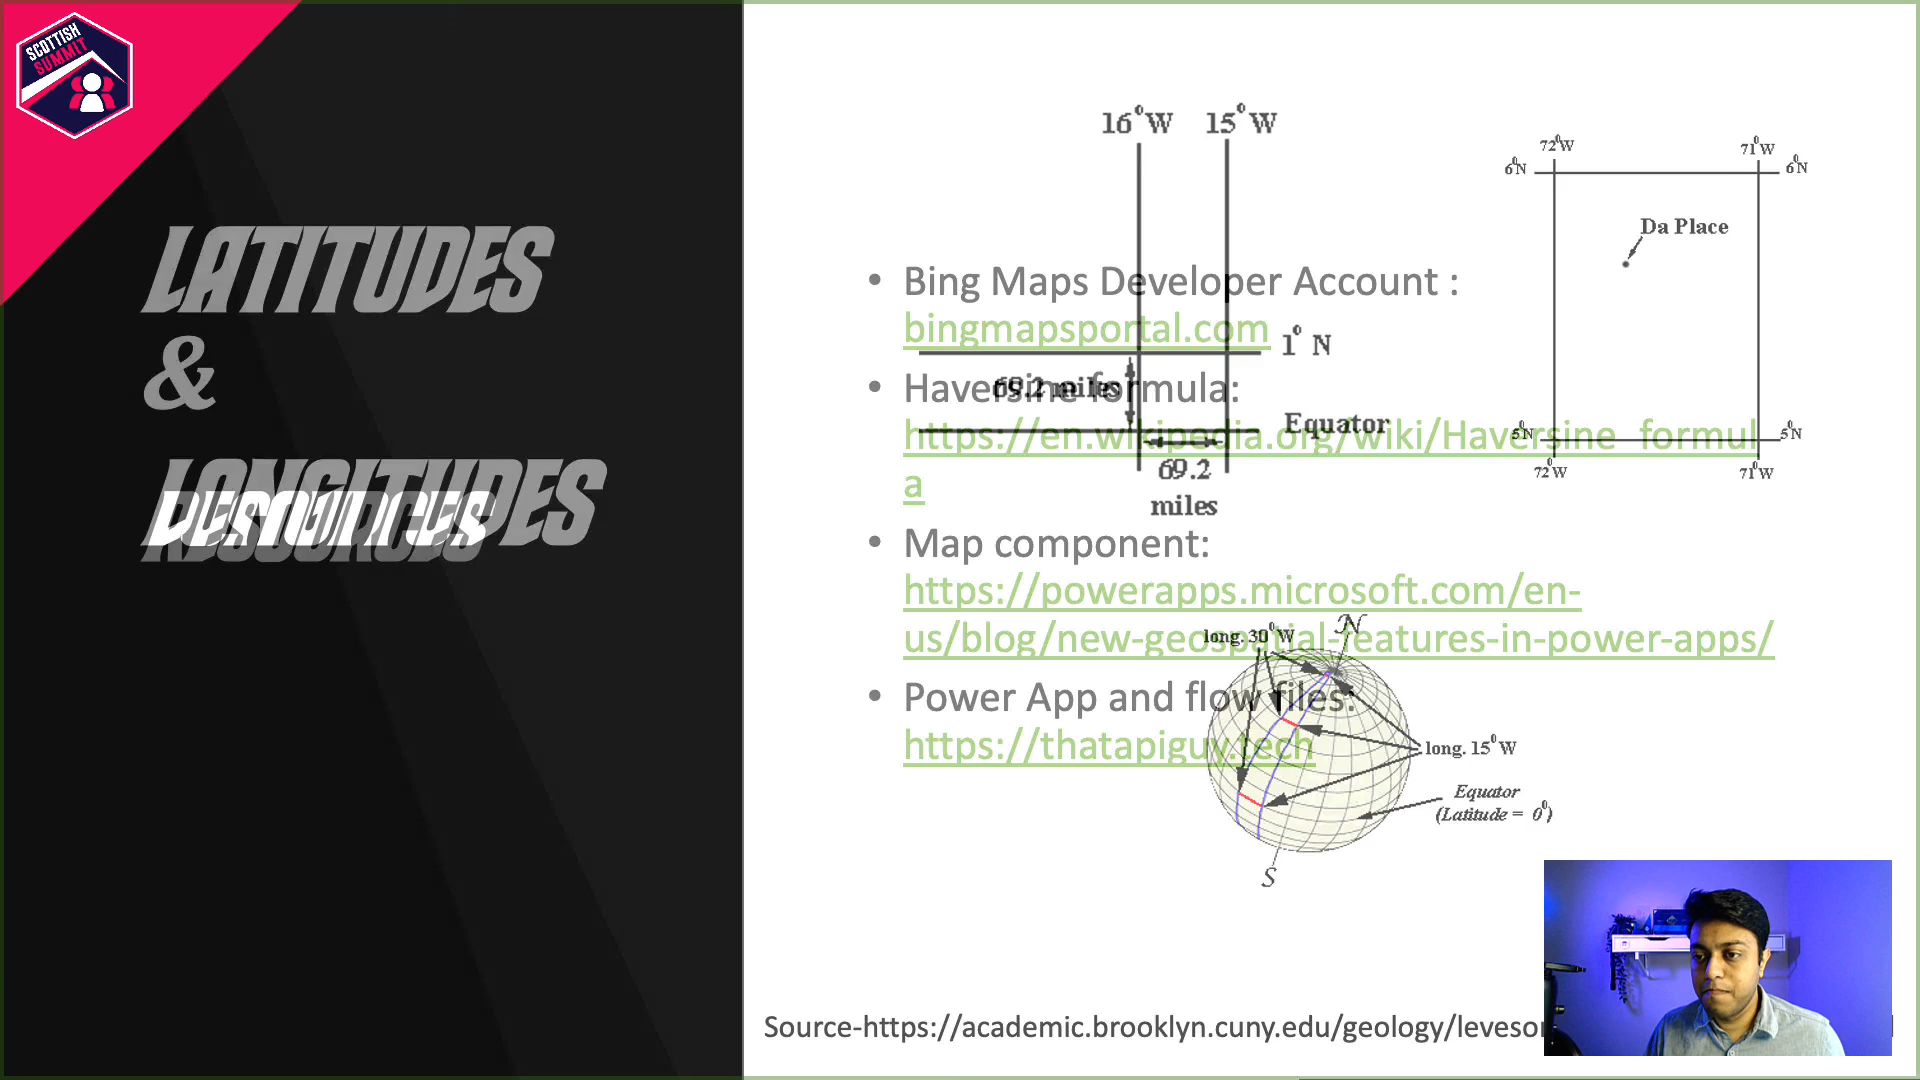 SCOTTISH
SUMMIT
LATITUDES
&
LONGITUDES
RESOURCES
16°W 15°W
1° N
69.2 miles
Equator
69.2
miles
72°W 71°W
6°N 6°N
Da Place
5°N 5°N
72°W 71°W
• Bing Maps Developer Account :
bingmapsportal.com
• Haversine formula:
https://en.wikipedia.org/wiki/Haversine_formul
a
• Map component:
https://powerapps.microsoft.com/en-
us/blog/new-geospatial-features-in-power-apps/
• Power App and flow files:
https://thatapiguy.tech
long. 30°W
N
long. 15°W
Equator
(Latitude = 0°)
S
Source-https://academic.brooklyn.cuny.edu/geology/leveso